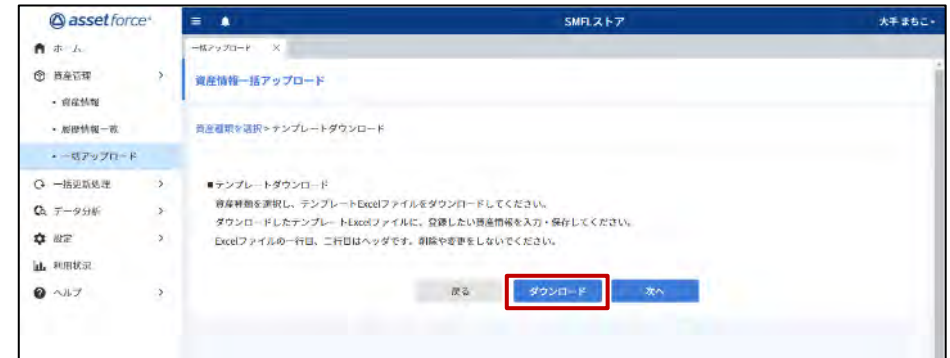 assetforce
SMFLストア
大手 まちこ
ホーム
一括アップロード ×
資産管理
資産情報一括アップロード
・資産情報
・履歴情報一覧
資産種類を選択>テンプレートダウンロード
・一括アップロード
一括更新処理
■テンプレートダウンロード
資産種類を選択し、テンプレートExcelファイルをダウンロードしてください。
データ分析
ダウンロードしたテンプレートExcelファイルに、登録したい資産情報を入力・保存してください。
設定
Excelファイルの一行目、二行目はヘッダです。削除や変更をしないでください。
利用状況
ヘルプ
戻る ダウンロード 次へ